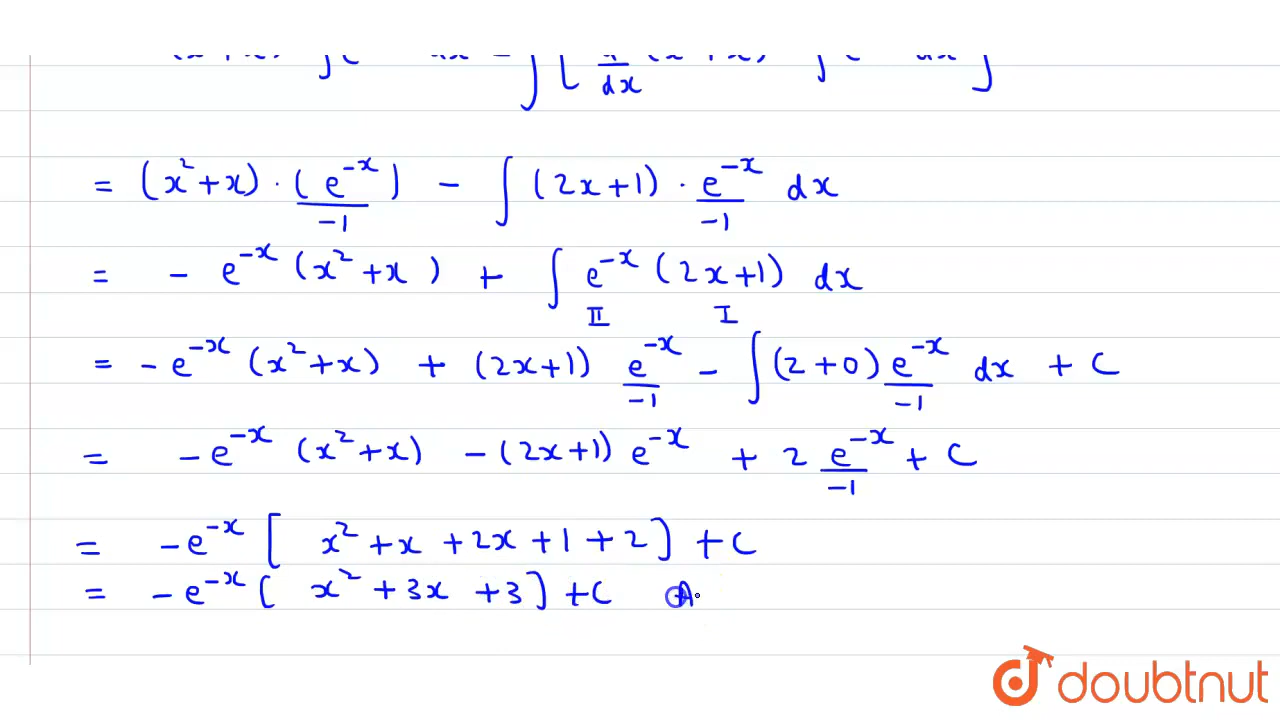 dx
= (x²+x) · (e^-x)/-1 - ∫ (2x+1) · e^-x/-1 dx
= - e^-x (x²+x) + ∫ e^-x (2x+1) dx
II I
= -e^-x (x²+x) + (2x+1) e^-x/-1 - ∫(2+0) e^-x/-1 dx + C
= -e^-x (x²+x) -(2x+1) e^-x + 2 e^-x/-1 + C
= -e^-x [ x²+x +2x+1+2] +C
= -e^-x [ x²+3x +3] +C A
doubtnut